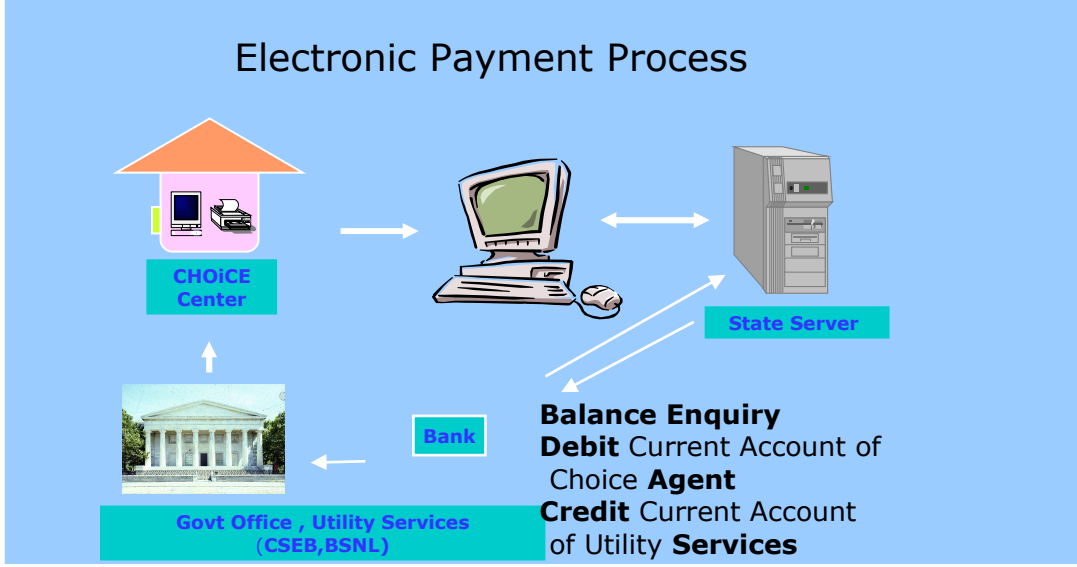 Electronic Payment Process
CHOiCE
Center
State Server
Bank
Balance Enquiry
Debit Current Account of
Choice Agent
Credit Current Account
of Utility Services
Govt Office , Utility Services
(CSEB,BSNL)